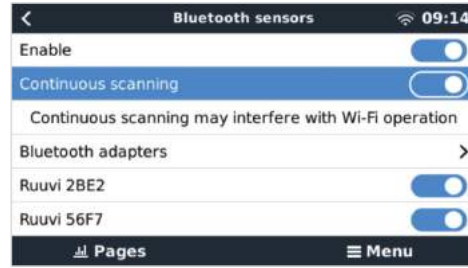 Bluetooth sensors 09:14
Enable
Continuous scanning
Continuous scanning may interfere with Wi-Fi operation
Bluetooth adapters
Ruuvi 2BE2
Ruuvi 56F7
Pages Menu